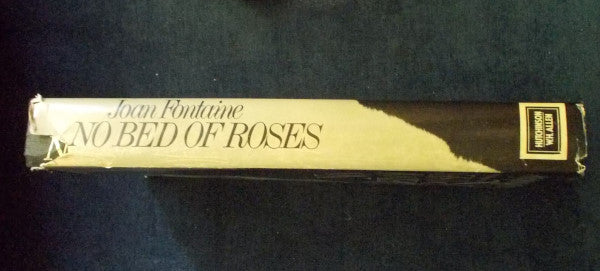 Joan Fontaine
NO BED OF ROSES
HUTCHINSON
W.H. ALLEN